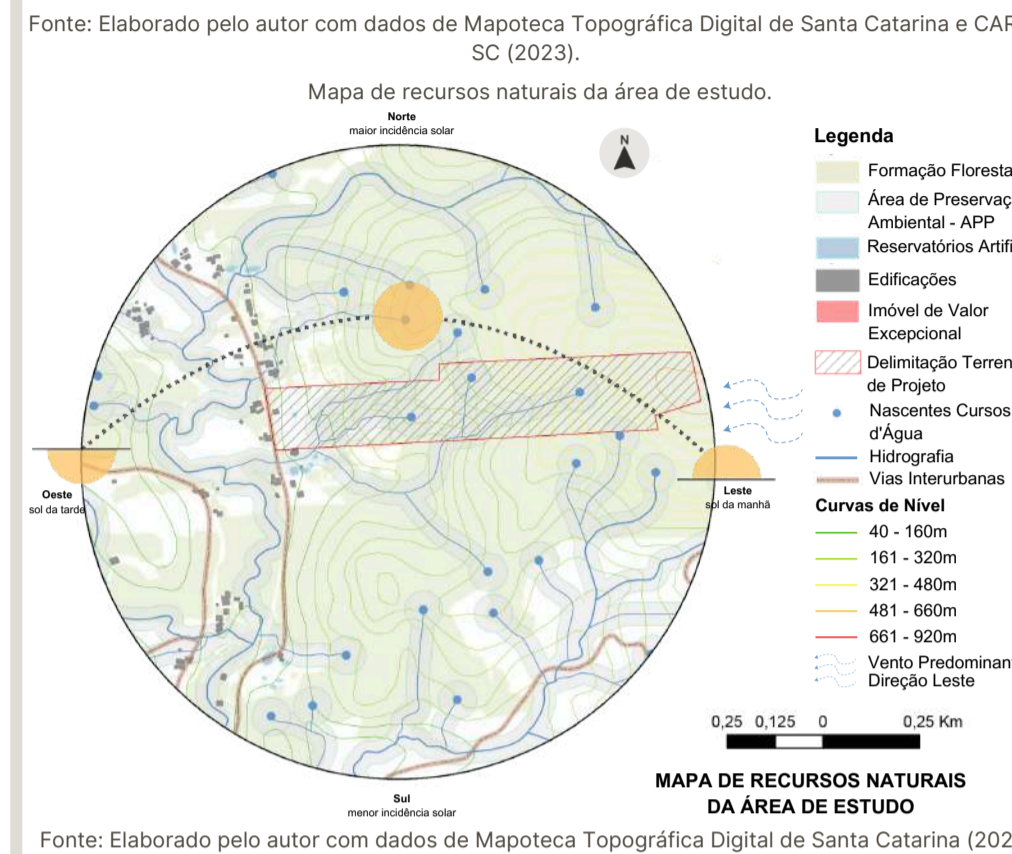 Fonte: Elaborado pelo autor com dados de Mapoteca Topográfica Digital de Santa Catarina e CAR
SC (2023).
Mapa de recursos naturais da área de estudo.
Norte
maior incidência solar
N
Oeste
sol da tarde
Leste
sol da manhã
Sul
menor incidência solar
Legenda
Formação Floresta
Área de Preservaç
Ambiental - APP
Reservatórios Artifi
Edificações
Imóvel de Valor
Excepcional
Delimitação Terren
de Projeto
Nascentes Cursos
d'Água
Hidrografia
Vias Interurbanas
Curvas de Nível
40 - 160m
161 - 320m
321 - 480m
481 - 660m
661 - 920m
Vento Predominan
Direção Leste
0,25 0,125 0 0,25 Km
MAPA DE RECURSOS NATURAIS
DA ÁREA DE ESTUDO
Fonte: Elaborado pelo autor com dados de Mapoteca Topográfica Digital de Santa Catarina (202